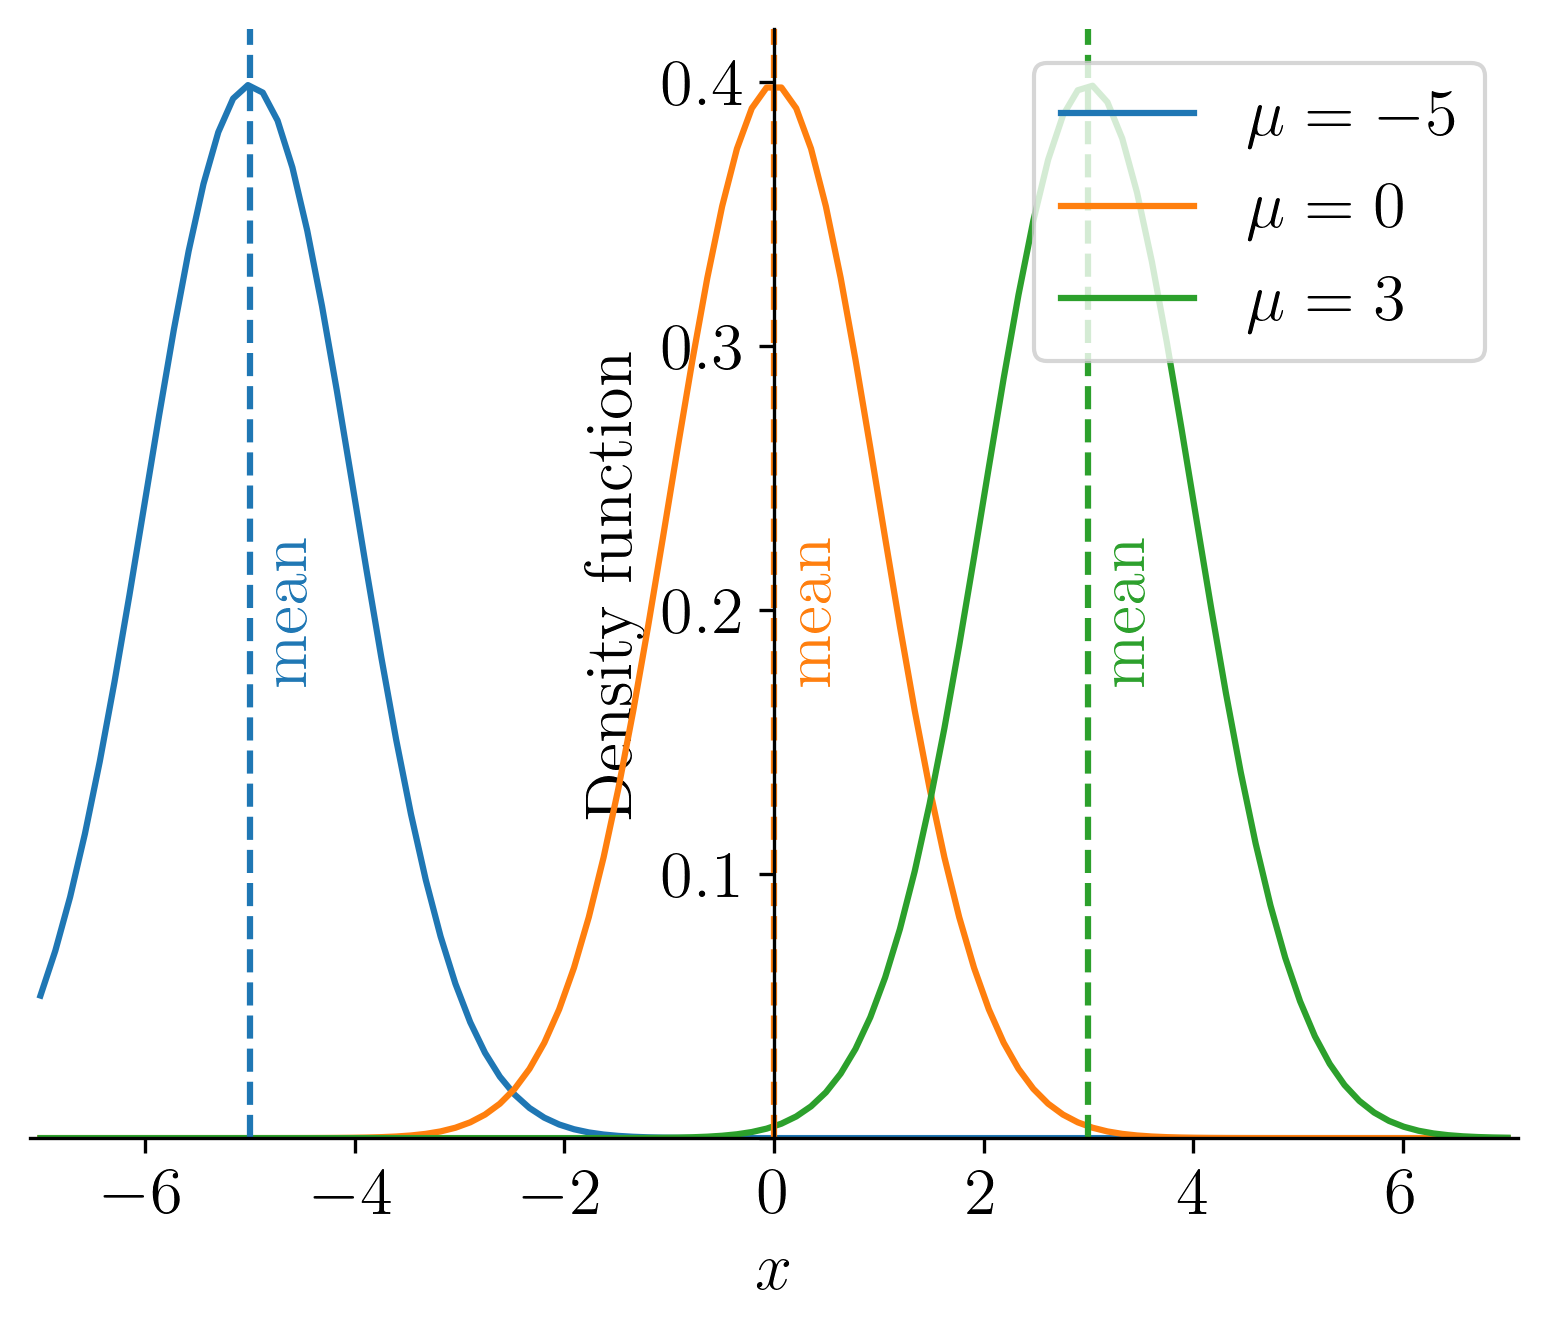 0.4
0.3
0.2
0.1
Density function
mean
mean
mean
μ = −5
μ = 0
μ = 3
−6 −4 −2 0 2 4 6
x